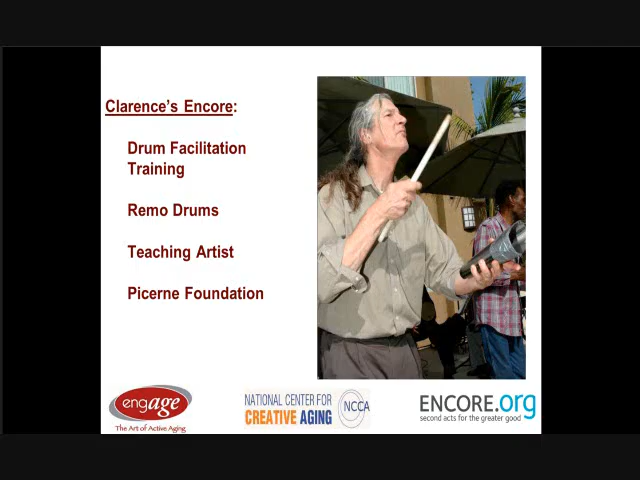 Clarence's Encore:
Drum Facilitation
Training
Remo Drums
Teaching Artist
Picerne Foundation
engAGE
The Art of Active Aging
NATIONAL CENTER FOR
CREATIVE AGING
NCCA
ENCORE.org
second acts for the greater good